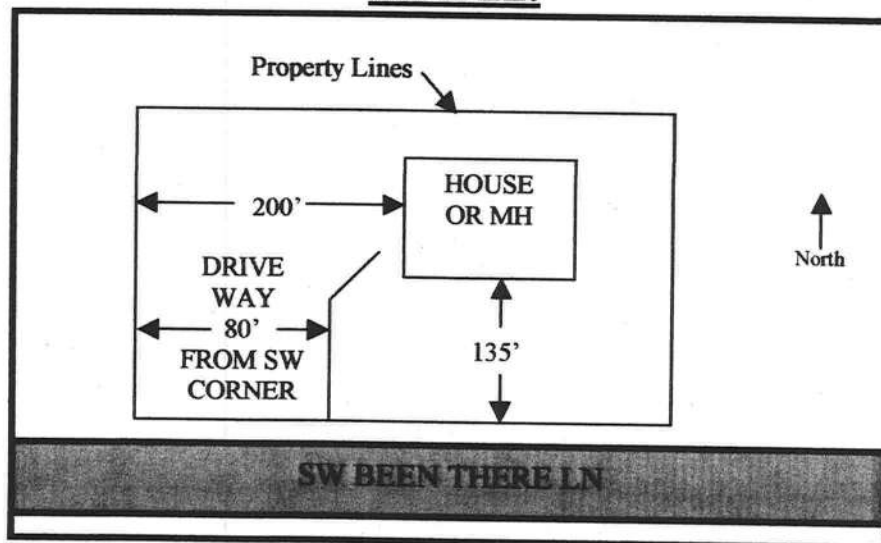 Property Lines
HOUSE
OR MH
200'
North
DRIVE
WAY
80'
FROM SW
CORNER
135'
SW BEEN THERE LN